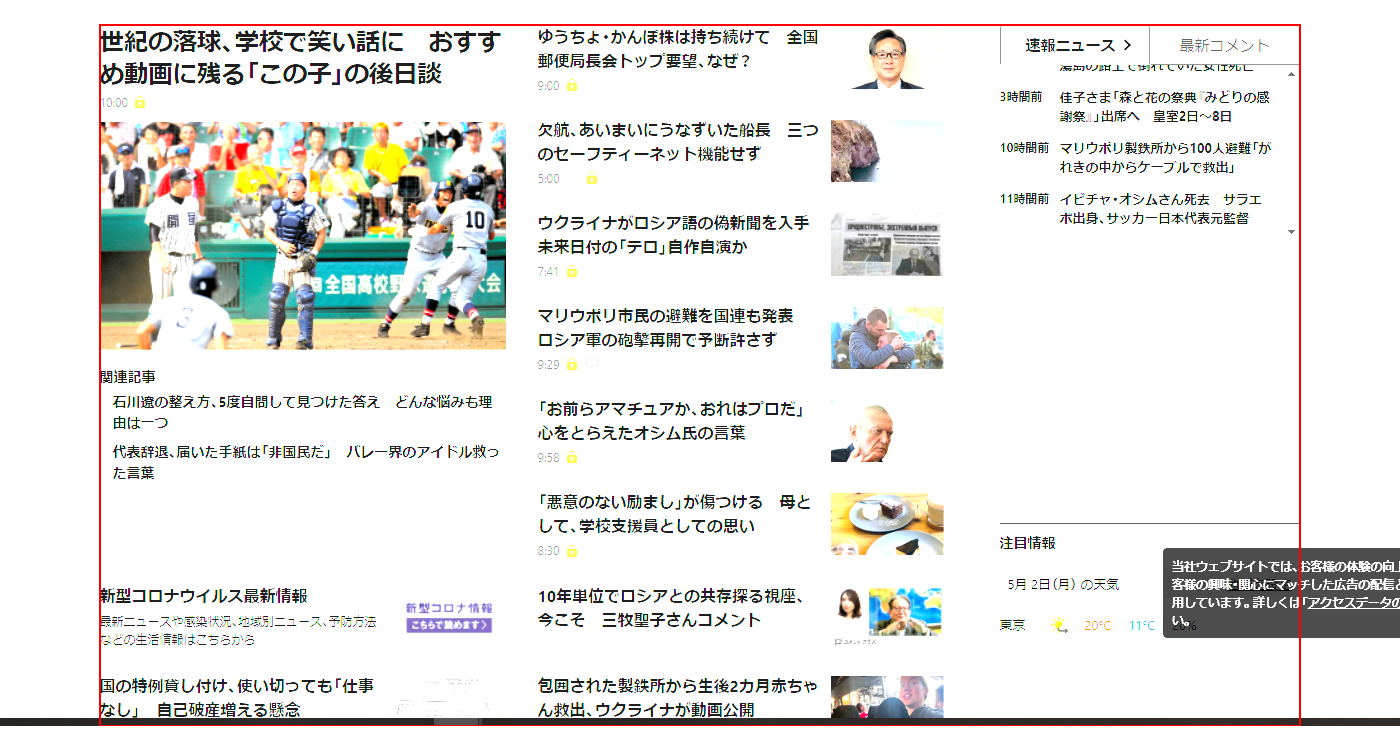 世紀の落球、学校で笑い話に　おすす
め動画に残る「この子」の後日談
10:00
関連記事
石川遼の整え方、5度自問して見つけた答え　どんな悩みも理
由は一つ
代表辞退、届いた手紙は「非国民だ」　バレー界のアイドル救っ
た言葉
新型コロナウイルス最新情報
最新ニュースや感染状況、地域別ニュース、予防方法
などの生活情報はこちらから
新型コロナ情報
こちらで読めます
国の特例貸し付け、使い切っても「仕事
なし」　自己破産増える懸念
ゆうちょ・かんぽ株は持ち続けて　全国
郵便局長会トップ要望、なぜ？
9:00
欠航、あいまいにうなずいた船長　三つ
のセーフティーネット機能せず
5:00
ウクライナがロシア語の偽新聞を入手
未来日付の「テロ」自作自演か
7:41
マリウポリ市民の避難を国連も発表
ロシア軍の砲撃再開で予断許さず
9:29
「お前らアマチュアか、おれはプロだ」
心をとらえたオシム氏の言葉
9:58
「悪意のない励まし」が傷つける　母と
して、学校支援員としての思い
8:30
10年単位でロシアとの共存探る視座、
今こそ　三牧聖子さんコメント
包囲された製鉄所から生後2カ月赤ちゃ
ん救出、ウクライナが動画公開
速報ニュース
最新コメント
湯島の路上で倒れていた女性死亡
3時間前
佳子さま「森と花の祭典『みどりの感
謝祭』」出席へ　皇室2日〜8日
10時間前
マリウポリ製鉄所から100人避難「が
れきの中からケーブルで救出」
11時間前
イビチャ・オシムさん死去　サラエ
ボ出身、サッカー日本代表元監督
注目情報
5月 2日（月） の天気
東京 20°C 11°C 20%
当社ウェブサイトでは、お客様の体験の向上
客様の興味・関心にマッチした広告の配信と
用しています。詳しくは「アクセスデータの
い。